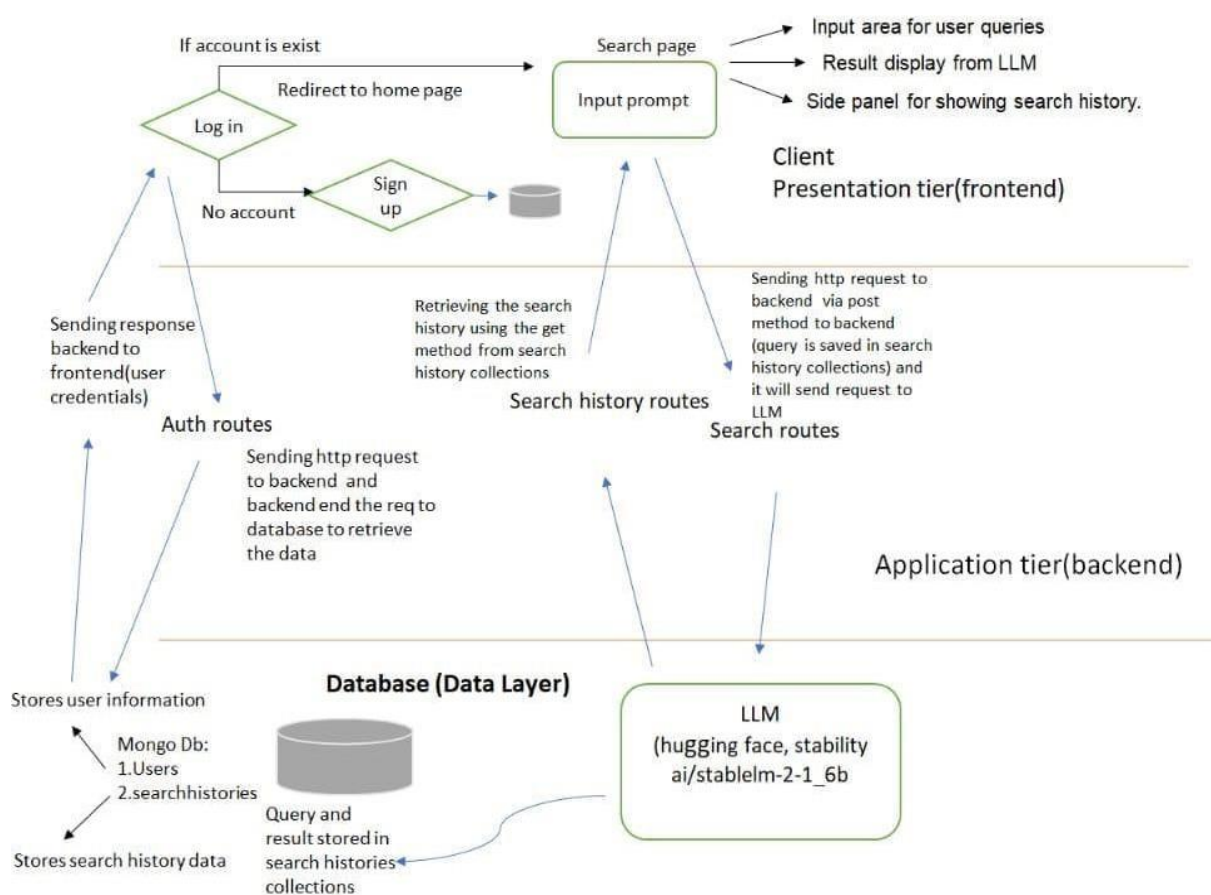 If account is exist
Search page
Input area for user queries
Result display from LLM
Side panel for showing search history.
Redirect to home page
Input prompt
Log in
Client
Presentation tier(frontend)
Sign
up
No account
Sending response
backend to
frontend(user
credentials)
Auth routes
Sending http request
to backend and
backend end the req to
database to retrieve
the data
Retrieving the search
history using the get
method from search
history collections
Search history routes
Sending http request to
backend via post
method to backend
(query is saved in search
history collections) and
it will send request to
LLM
Search routes
Application tier(backend)
Database (Data Layer)
Stores user information
Mongo Db:
1.Users
2.searchhistories
Stores search history data
Query and
result stored in
search histories
collections
LLM
(hugging face, stability
ai/stablelm-2-1_6b